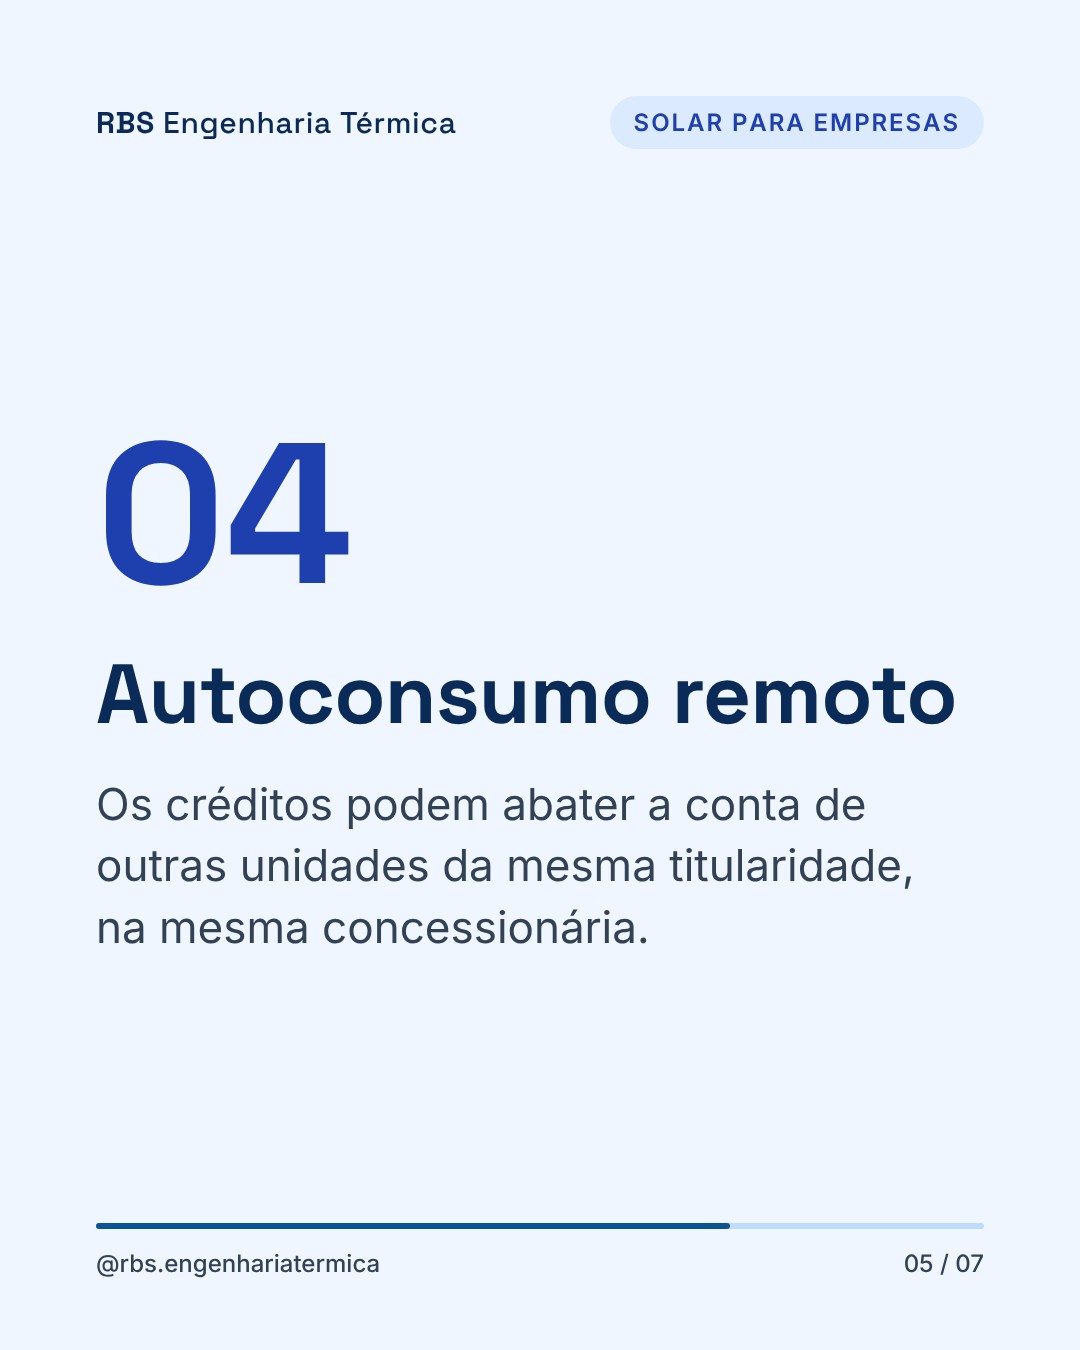 RBS Engenharia Térmica
SOLAR PARA EMPRESAS
04
Autoconsumo remoto
Os créditos podem abater a conta de
outras unidades da mesma titularidade,
na mesma concessionária.
@rbs.engenhariatermica
05 / 07